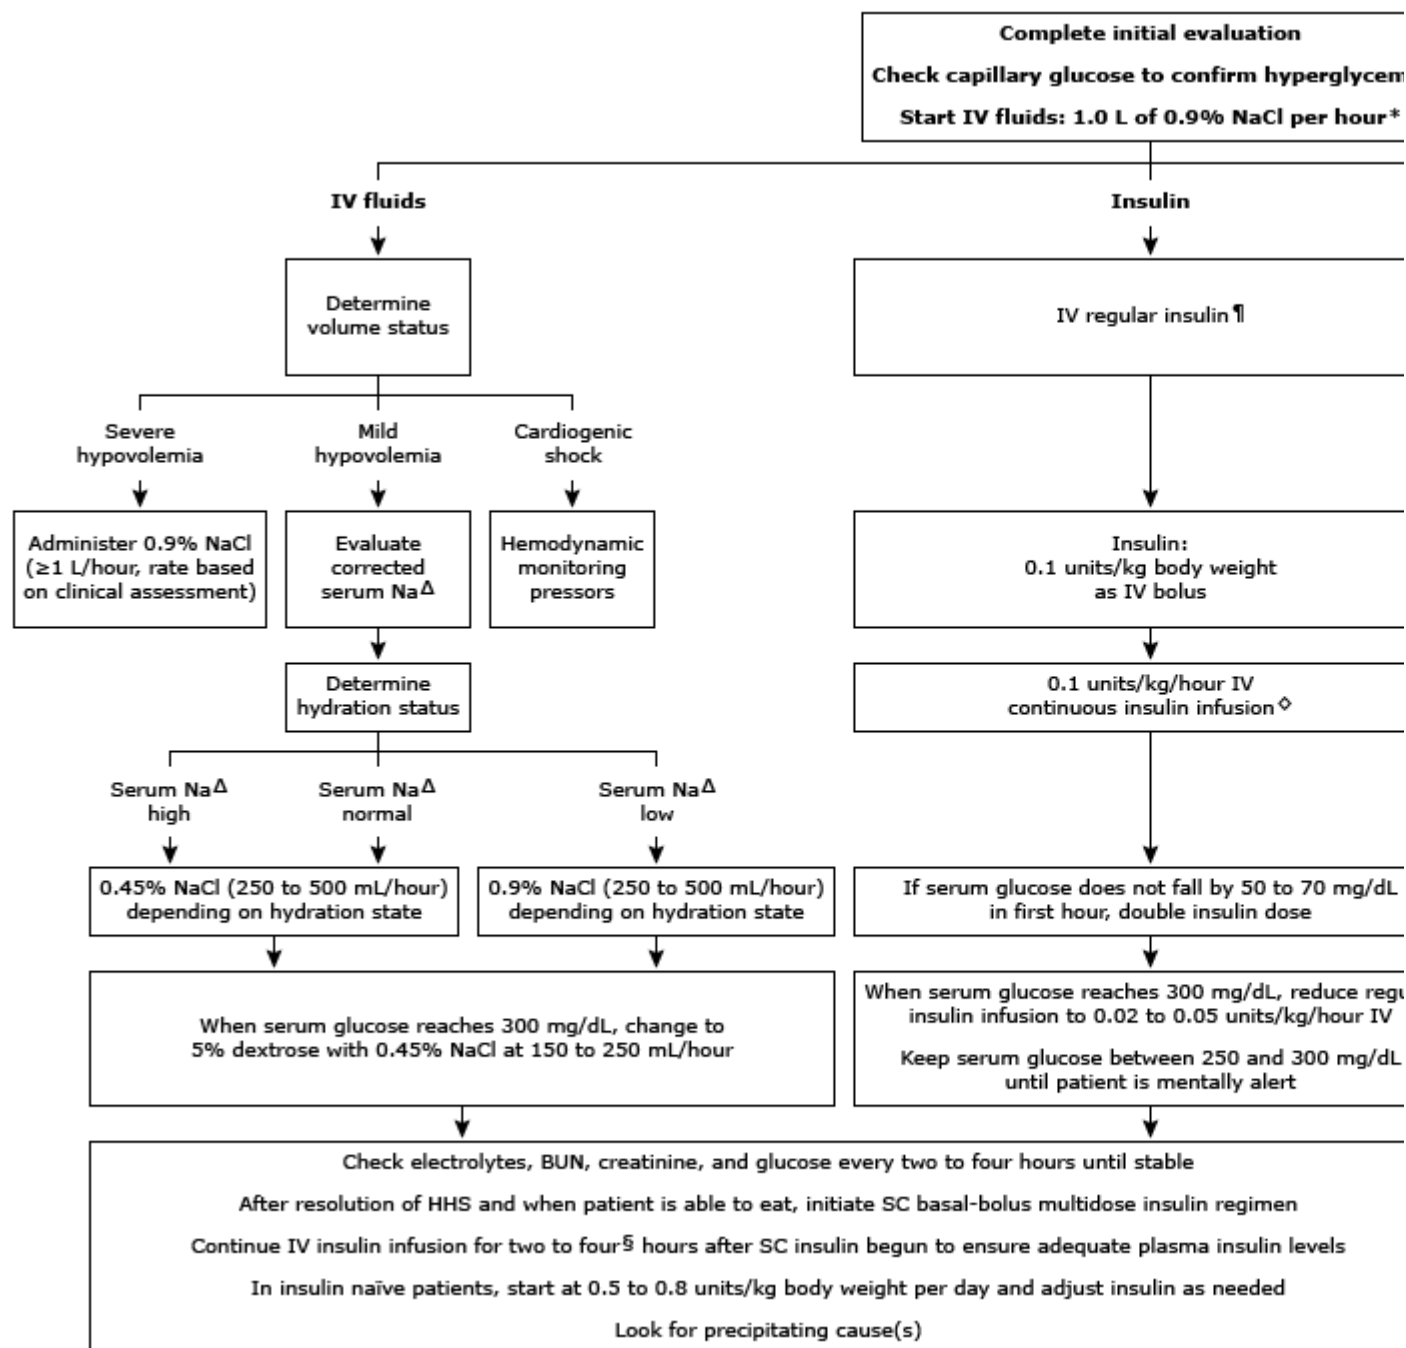 Complete initial evaluation
Check capillary glucose to confirm
Start IV fluids: 1.0 L of 0.9% NaCl per hour*
IV fluids
Insulin
Determine
volume status
IV regular insulin¶
Severe
hypovolemia
Mild
hypovolemia
Cardiogenic
shock
Administer 0.9% NaCl
(≥1 L/hour, rate based
on clinical assessment)
Evaluate
corrected
serum NaΔ
Hemodynamic
monitoring
pressors
Insulin:
0.1 units/kg body weight
as IV bolus
Determine
hydration status
0.1 units/kg/hour IV
continuous insulin infusion◇
Serum NaΔ
high
Serum NaΔ
normal
Serum NaΔ
low
0.45% NaCl (250 to 500 mL/hour)
depending on hydration state
0.9% NaCl (250 to 500 mL/hour)
depending on hydration state
If serum glucose does not fall by 50 to 70 mg/dL
in first hour, double insulin dose
When serum glucose reaches 300 mg/dL, change to
5% dextrose with 0.45% NaCl at 150 to 250 mL/hour
When serum glucose reaches 300 mg/dL, reduce
insulin infusion to 0.02 to 0.05 units/kg/hour IV
Keep serum glucose between 250 and 300 mg/dL
until patient is mentally alert
Check electrolytes, BUN, creatinine, and glucose every two to four hours until stable
After resolution of HHS and when patient is able to eat, initiate SC basal-bolus multidose insulin regimen
Continue IV insulin infusion for two to four§ hours after SC insulin begun to ensure adequate plasma insulin levels
In insulin naïve patients, start at 0.5 to 0.8 units/kg body weight per day and adjust insulin as needed
Look for precipitating cause(s)